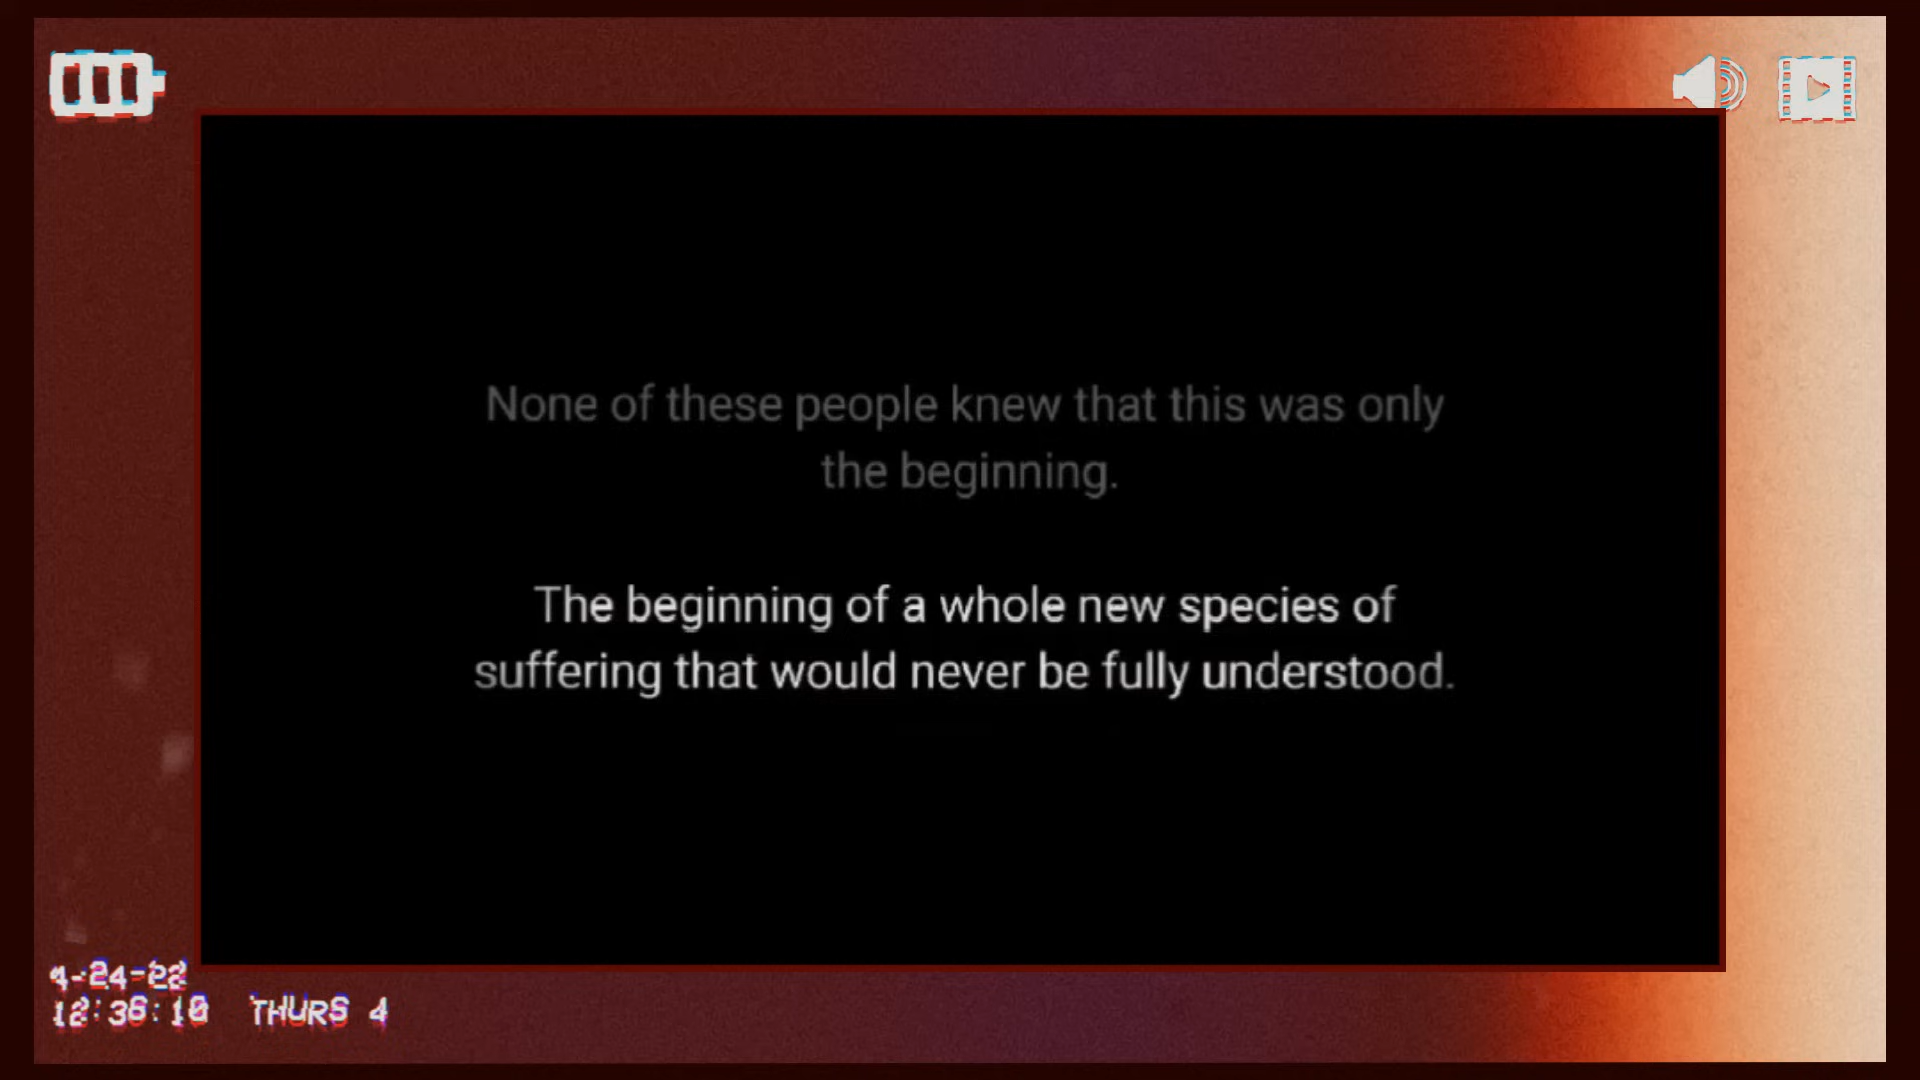 None of these people knew that this was only
the beginning.
The beginning of a whole new species of
suffering that would never be fully understood.
4-24-22
12:36:10 THURS 4